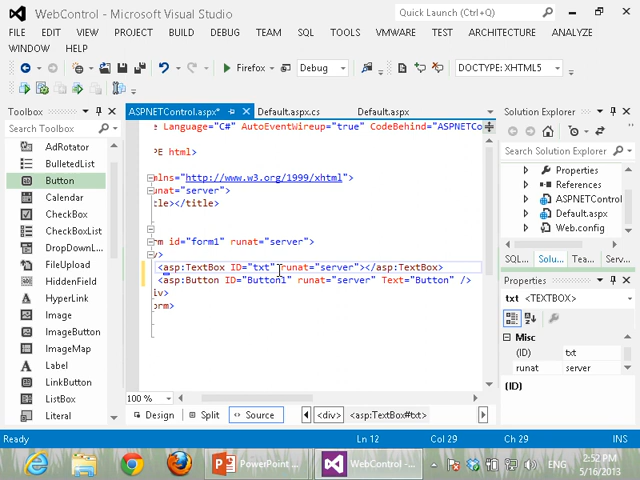 WebControl - Microsoft Visual Studio
Quick Launch (Ctrl+Q)
FILE EDIT VIEW PROJECT BUILD DEBUG TEAM SQL TOOLS VMWARE TEST ARCHITECTURE ANALYZE
WINDOW HELP
Firefox Debug DOCTYPE: XHTML5
Toolbox
Search Toolbox
AdRotator
BulletedList
Button
Calendar
CheckBox
CheckBoxList
DropDownL...
FileUpload
HiddenField
HyperLink
Image
ImageButton
ImageMap
Label
LinkButton
ListBox
Literal
ASPNETControl.aspx* Default.aspx.cs Default.aspx
Language="C#" AutoEventWireup="true" CodeBehind="ASPNETCo
PE html>
mlns="http://www.w3.org/1999/xhtml">
unat="server">
tle></title>
rm id="form1" runat="server">
v>
<asp:TextBox ID="txt" runat="server"></asp:TextBox>
<asp:Button ID="Button1" runat="server" Text="Button" />
iv>
orm>
100 %
Design Split Source <div> <asp:TextBox#txt>
Solution Explorer
Search Solution Explorer
Properties
References
ASPNETControl
Default.aspx
Web.config
SQ... Solu... Tea... Serv...
Properties
txt <TEXTBOX>
Misc
(ID) txt
runat server
(ID)
Ready Ln 12 Col 29 Ch 29 INS
PowerPoint ... WebControl -... 2:52 PM
5/16/2013